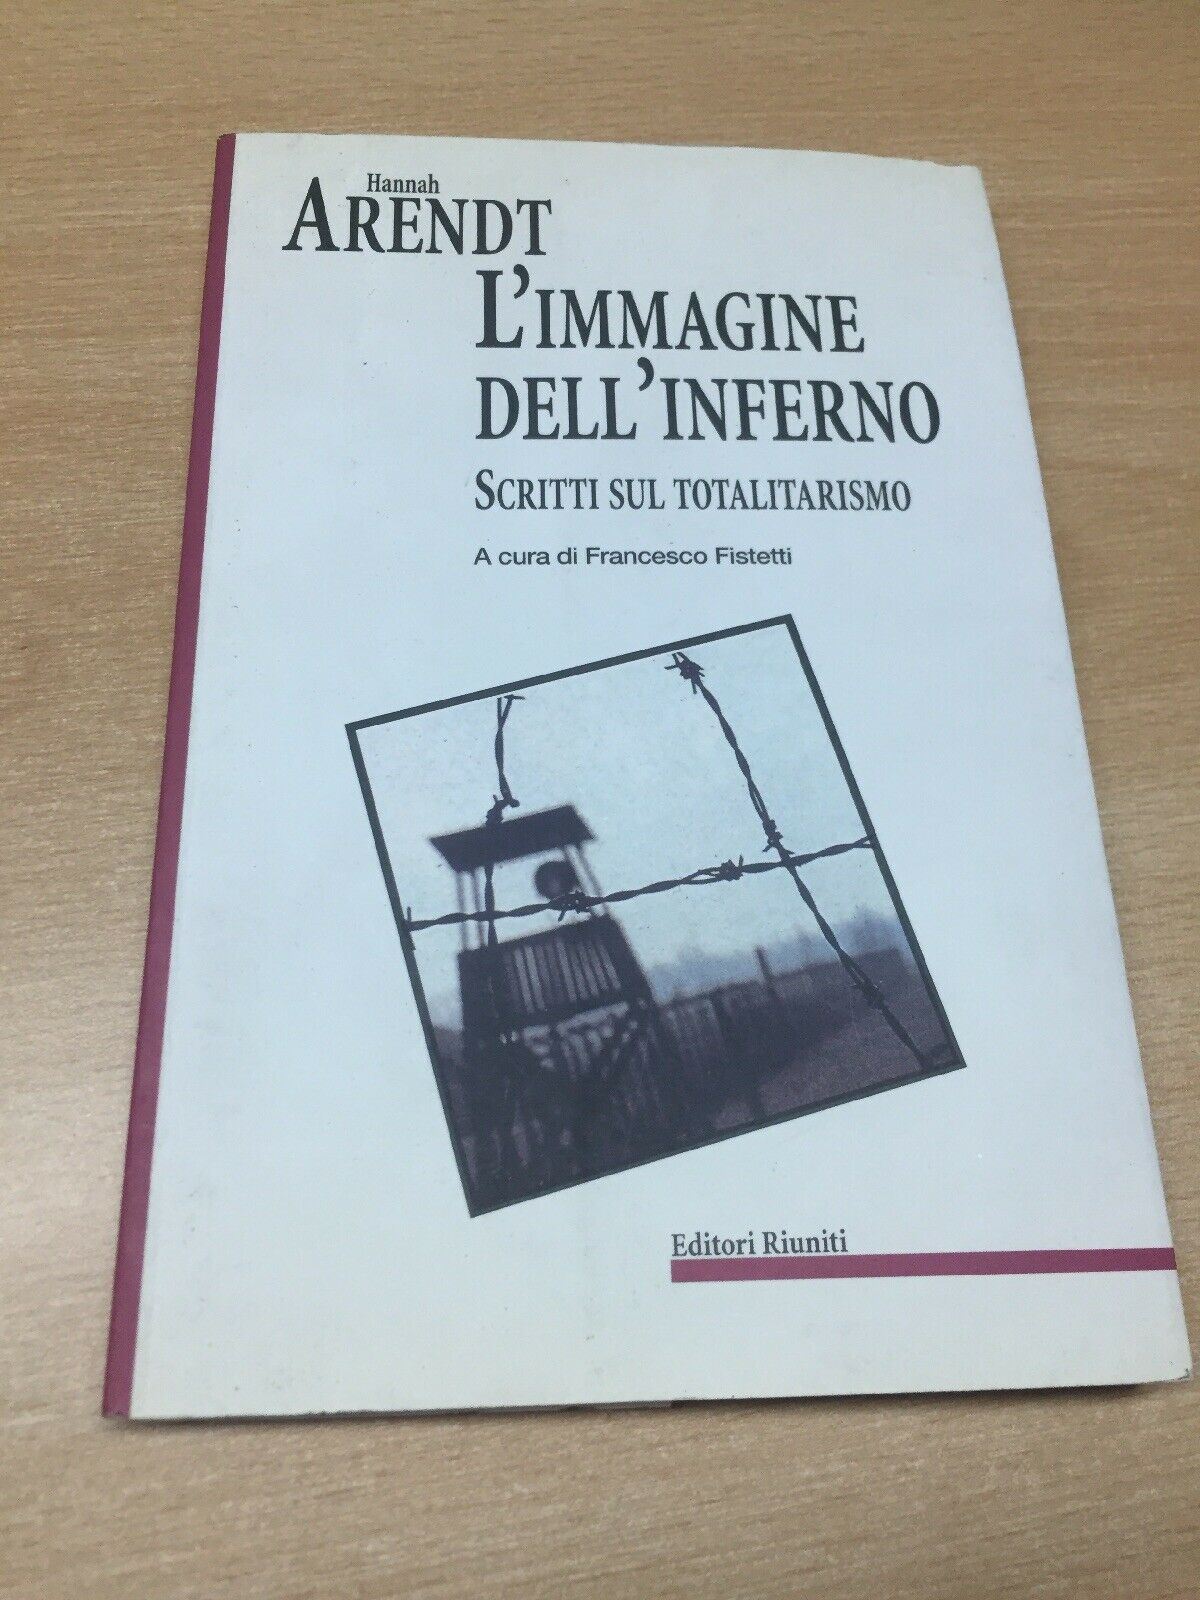 Hannah
ARENDT
L'IMMAGINE
DELL'INFERNO
SCRITTI SUL TOTALITARISMO
A cura di Francesco Fistetti
Editori Riuniti